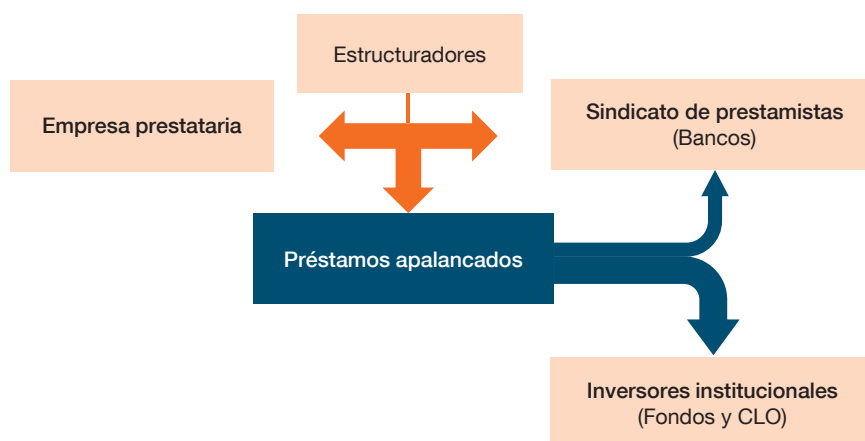 Estructuradores
Empresa prestataria
Sindicato de prestamistas
(Bancos)
Préstamos apalancados
Inversores institucionales
(Fondos y CLO)